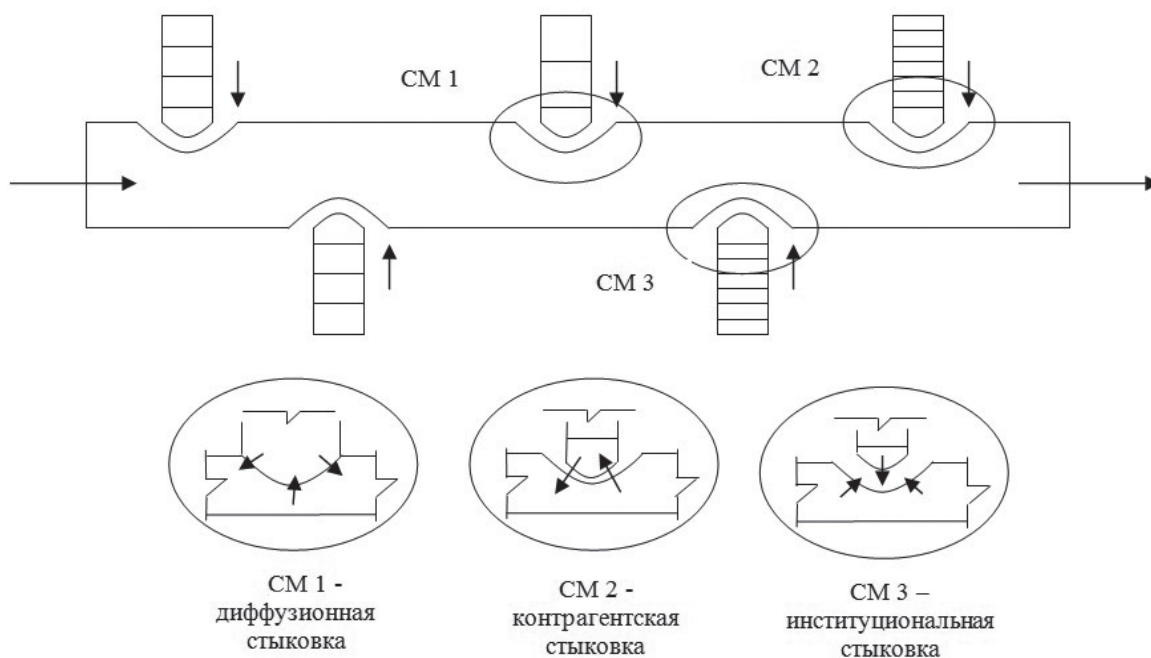 СМ 1
СМ 2
СМ 3
СМ 1 -
диффузионная
стыковка
СМ 2 -
контрагентская
стыковка
СМ 3 –
институциональная
стыковка